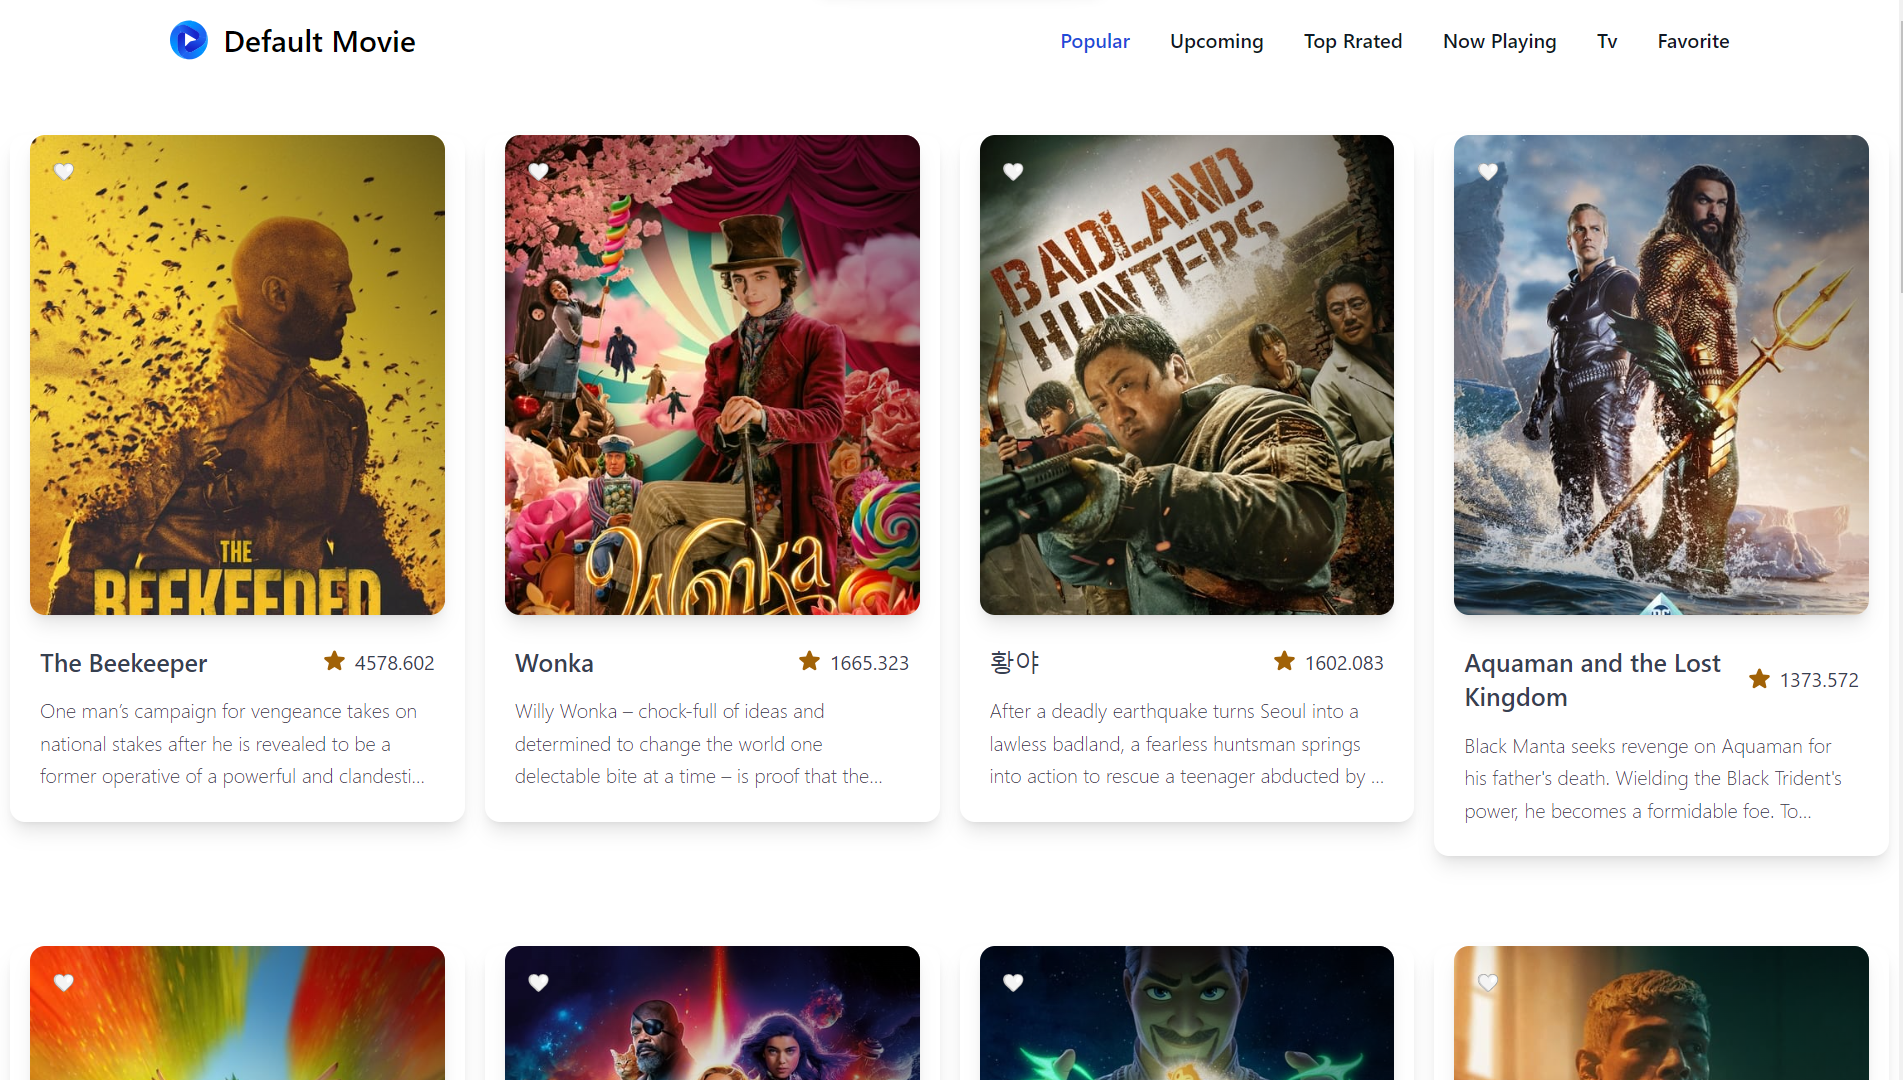 Default Movie
Popular
Upcoming
Top Rrated
Now Playing
Tv
Favorite
THE
BEEKEEPER
Wonka
BADLAND
HUNTERS
The Beekeeper
4578.602
One man’s campaign for vengeance takes on
national stakes after he is revealed to be a
former operative of a powerful and clandesti...
Wonka
1665.323
Willy Wonka – chock-full of ideas and
determined to change the world one
delectable bite at a time – is proof that the...
황야
1602.083
After a deadly earthquake turns Seoul into a
lawless badland, a fearless huntsman springs
into action to rescue a teenager abducted by ...
Aquaman and the Lost
Kingdom
1373.572
Black Manta seeks revenge on Aquaman for
his father's death. Wielding the Black Trident's
power, he becomes a formidable foe. To...